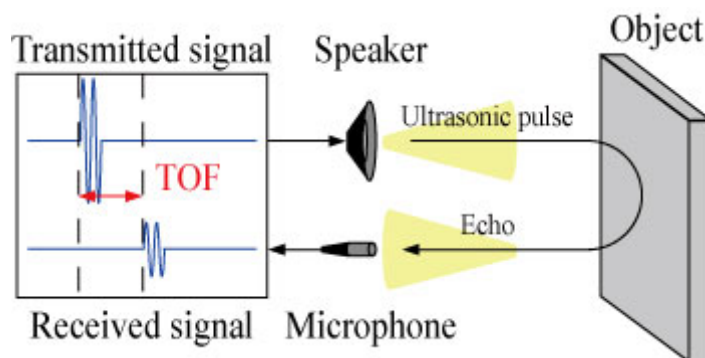 Transmitted signal
Speaker
Object
Ultrasonic pulse
TOF
Echo
Received signal
Microphone